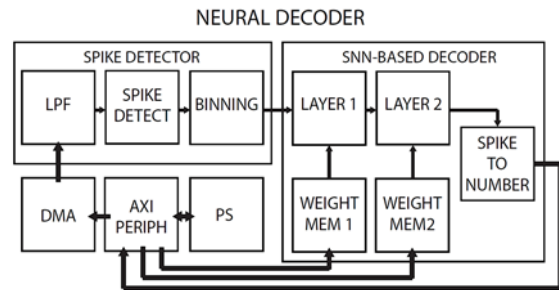 NEURAL DECODER
SPIKE DETECTOR
LPF
SPIKE
DETECT
BINNING
SNN-BASED DECODER
LAYER 1
LAYER 2
SPIKE
TO
NUMBER
WEIGHT
MEM 1
WEIGHT
MEM2
DMA
AXI
PERIPH
PS